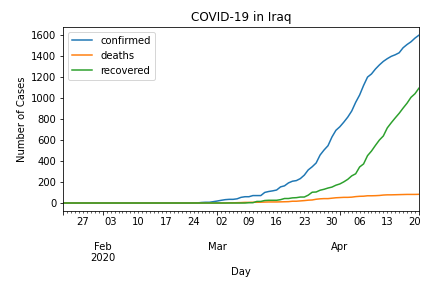 COVID-19 in Iraq
confirmed
deaths
recovered
Number of Cases
1600
1400
1200
1000
800
600
400
200
0
27 03 10 17 24 02 09 16 23 30 06 13 20
Feb Mar Apr
2020
Day